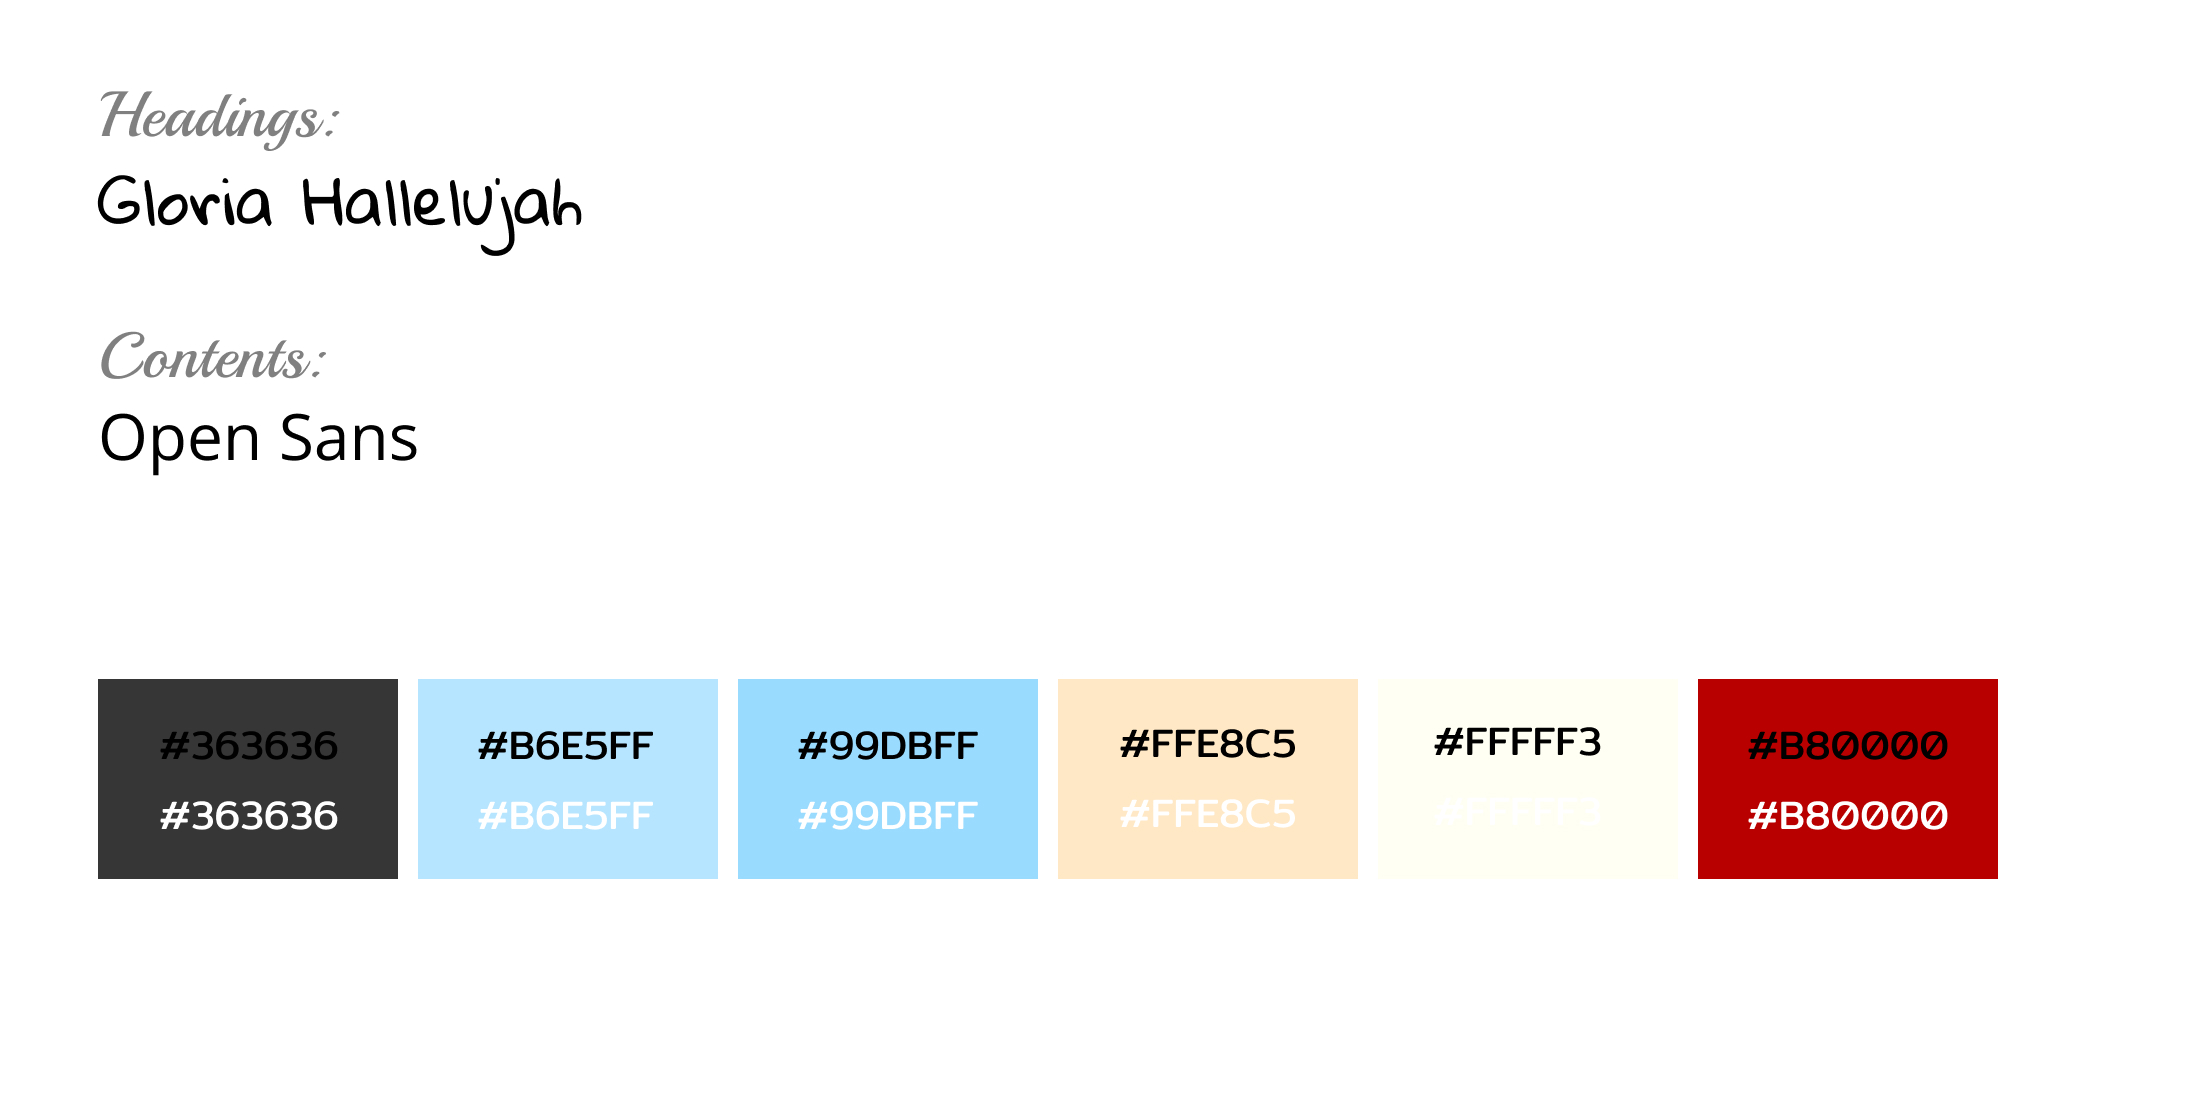 Headings:
Gloria Hallelujah
Contents:
Open Sans
#363636 #B6E5FF #99DBFF #FFE8C5 #FFFFF3 #B80000
#363636 #B6E5FF #99DBFF #FFE8C5 #FFFFF3 #B80000